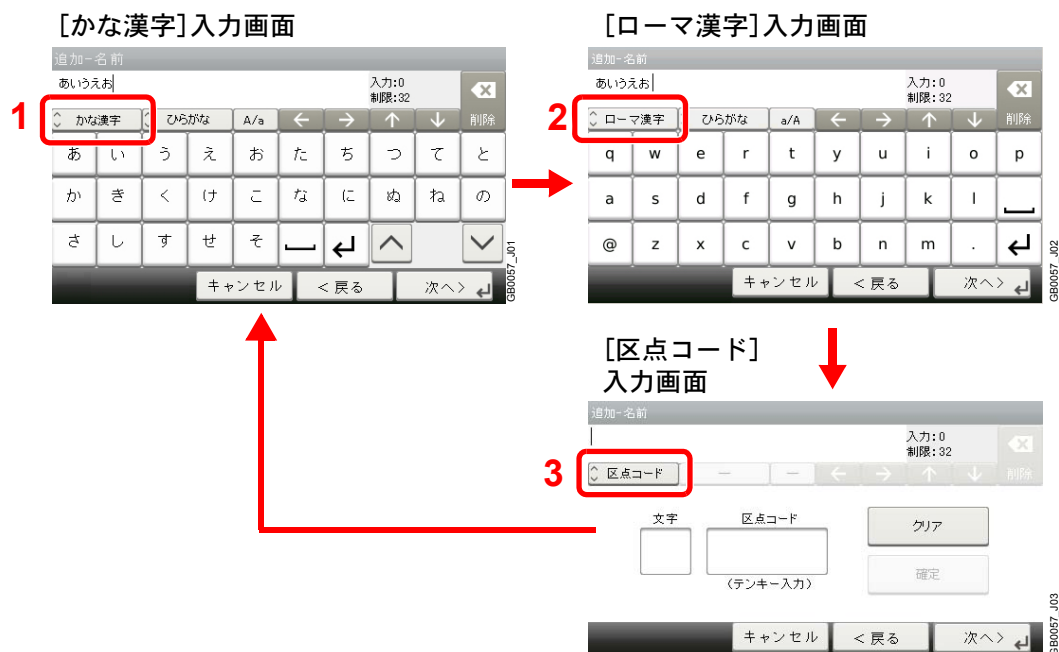 [かな漢字]入力画面
追加-名前
あいうえお
入力:0
制限:32
1
かな漢字 ひらがな A/a ← → ↑ ↓ 削除
あ い う え お た ち つ て と
か き く け こ な に ぬ ね の
さ し す せ そ
キャンセル <戻る 次へ>
GB0057_J01
[ローマ漢字]入力画面
追加-名前
あいうえお
入力:0
制限:32
2
ローマ漢字 ひらがな a/A ← → ↑ ↓ 削除
q w e r t y u i o p
a s d f g h j k l
@ z x c v b n m .
キャンセル <戻る 次へ>
GB0057_J02
[区点コード]
入力画面
追加-名前
入力:0
制限:32
3
区点コード — — ← → ↑ ↓ 削除
文字 区点コード クリア
(テンキー入力) 確定
キャンセル <戻る 次へ>
GB0057_J03